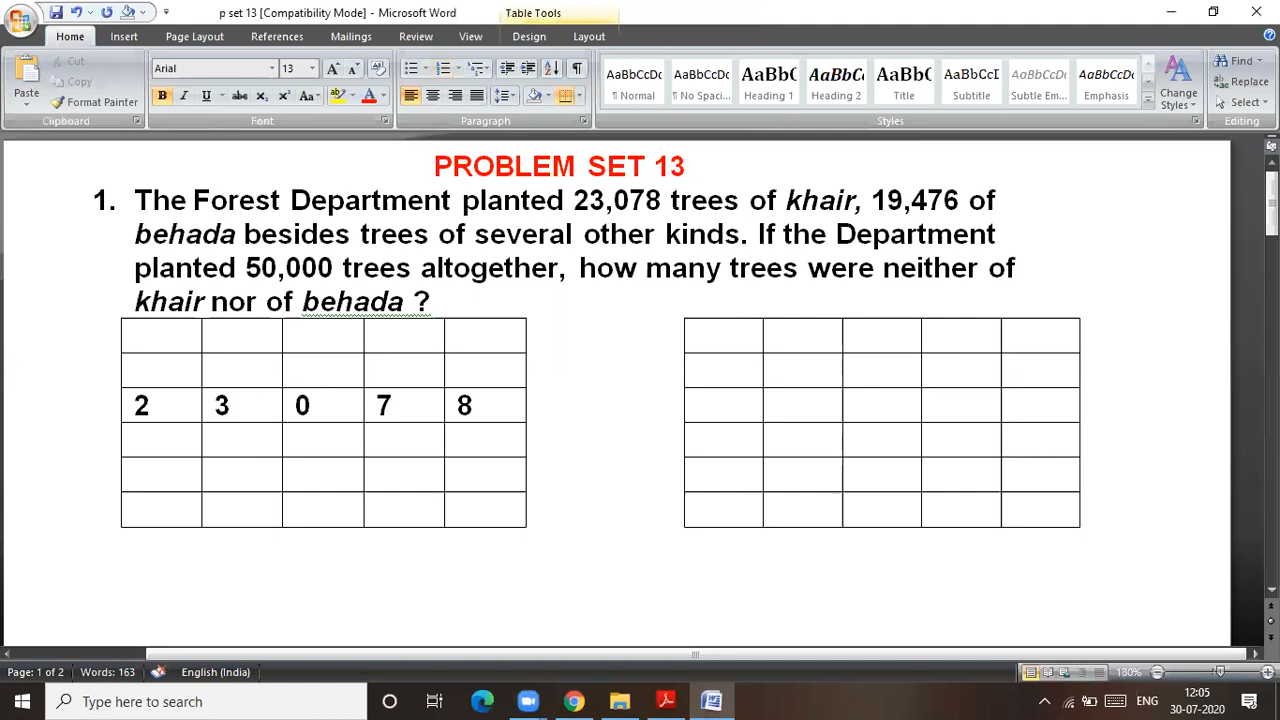 p set 13 [Compatibility Mode] - Microsoft Word
Table Tools
Home Insert Page Layout References Mailings Review View Design Layout
Paste
Cut
Copy
Format Painter
Clipboard
Arial 13
B I U abc X₂ X² Aa
Font
Paragraph
AaBbCcDc AaBbCcDc AaBbC AaBbCc AaBbC AaBbCcI AaBbCcDc AaBbCcDc
¶ Normal ¶ No Spaci... Heading 1 Heading 2 Title Subtitle Subtle Em... Emphasis
Styles
Change Styles
Find
Replace
Select
Editing
PROBLEM SET 13
1. The Forest Department planted 23,078 trees of khair, 19,476 of
behada besides trees of several other kinds. If the Department
planted 50,000 trees altogether, how many trees were neither of
khair nor of behada ?
2 3 0 7 8
Page: 1 of 2 Words: 163 English (India) 180%
Type here to search
ENG
12:05
30-07-2020